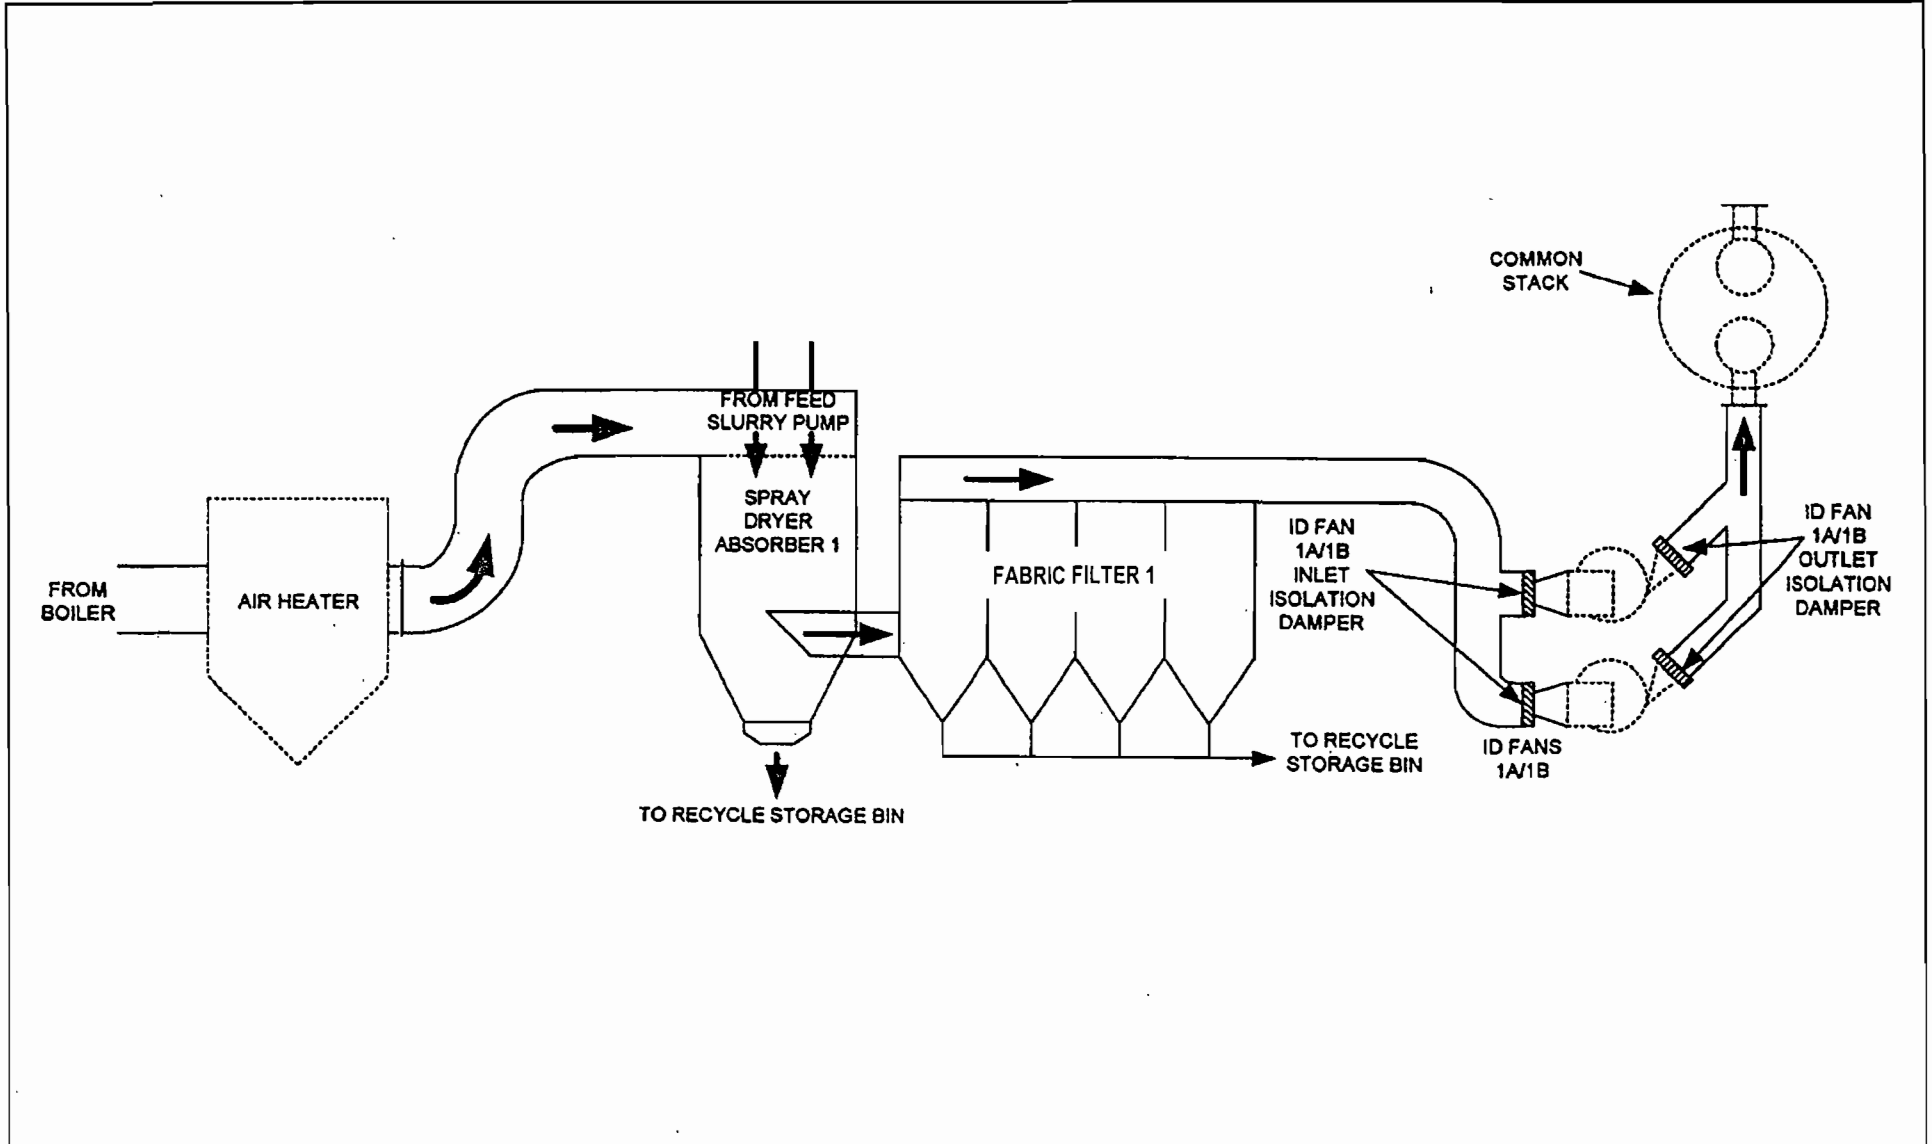 FROM
BOILER
AIR HEATER
FROM FEED
SLURRY PUMP
SPRAY
DRYER
ABSORBER 1
TO RECYCLE STORAGE BIN
FABRIC FILTER 1
TO RECYCLE
STORAGE BIN
ID FAN
1A/1B
INLET
ISOLATION
DAMPER
ID FANS
1A/1B
COMMON
STACK
ID FAN
1A/1B
OUTLET
ISOLATION
DAMPER